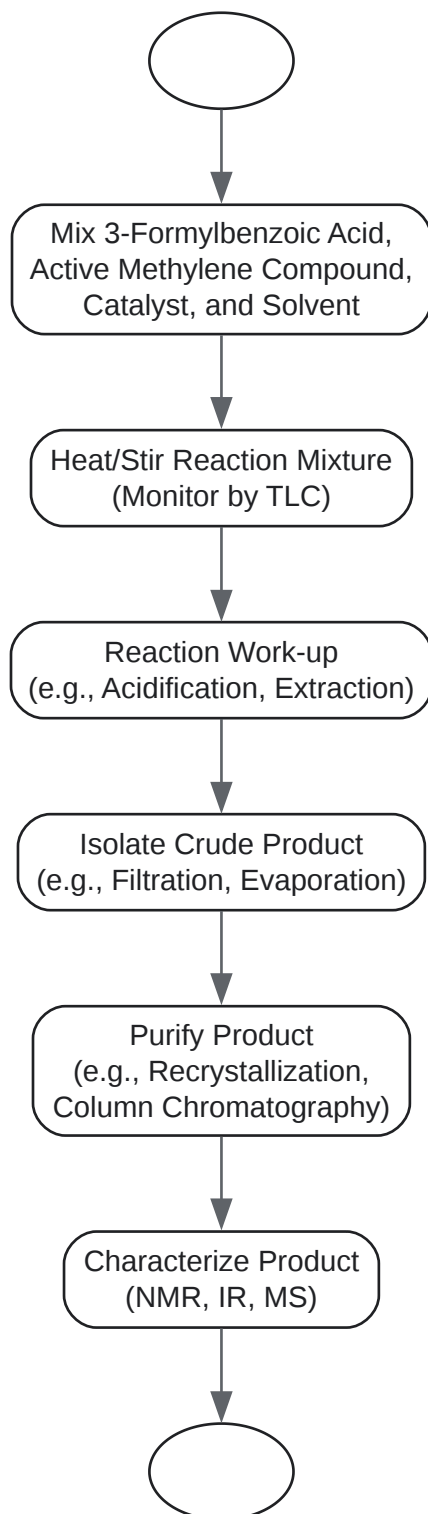 Mix 3-Formylbenzoic Acid,
Active Methylene Compound,
Catalyst, and Solvent
Heat/Stir Reaction Mixture
(Monitor by TLC)
Reaction Work-up
(e.g., Acidification, Extraction)
Isolate Crude Product
(e.g., Filtration, Evaporation)
Purify Product
(e.g., Recrystallization,
Column Chromatography)
Characterize Product
(NMR, IR, MS)